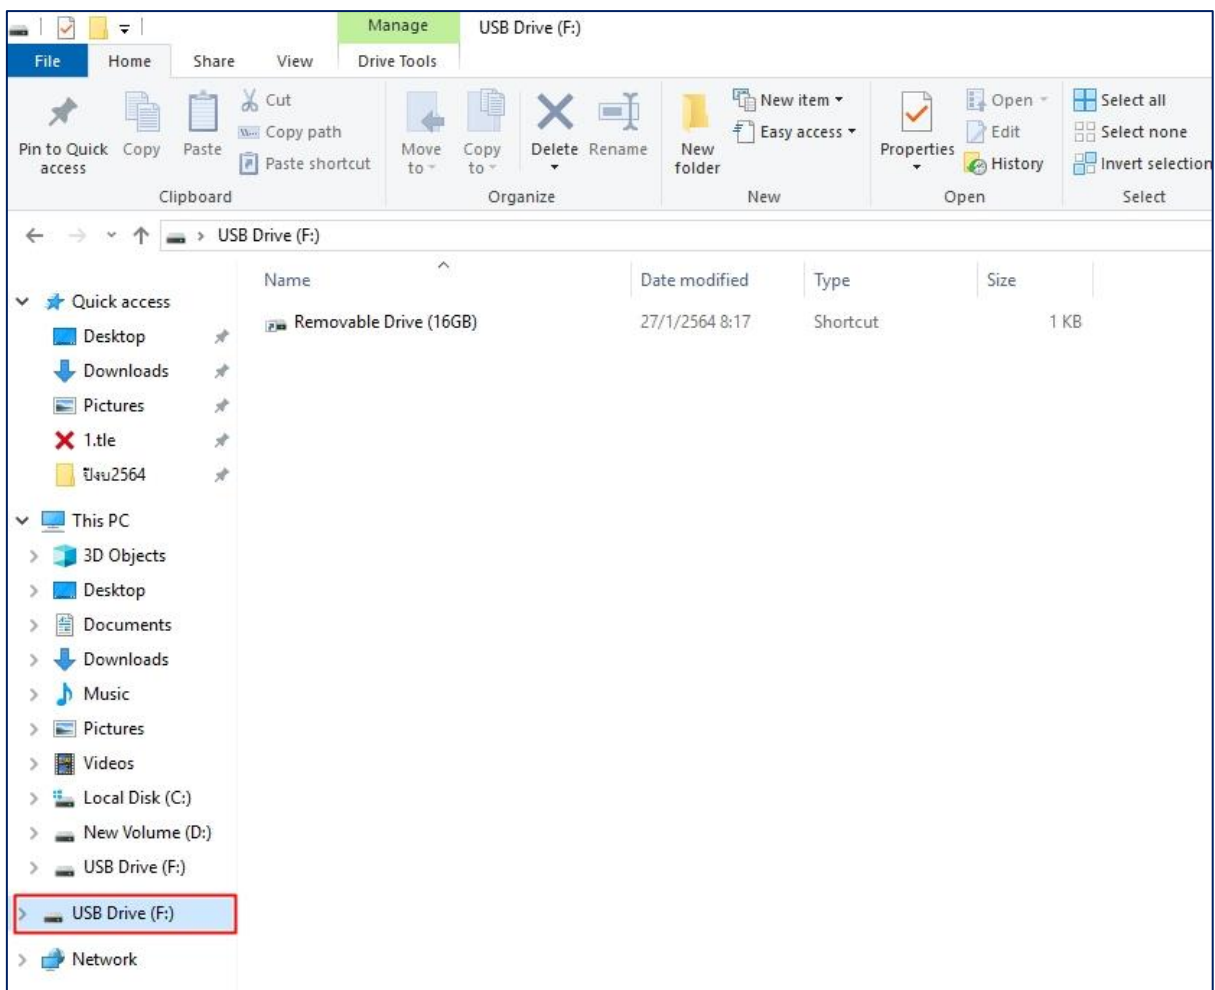 Manage USB Drive (F:)
File Home Share View Drive Tools
Pin to Quick access
Copy
Paste
Cut
Copy path
Paste shortcut
Clipboard
Move to
Copy to
Delete
Rename
Organize
New folder
New item
Easy access
New
Properties
Open
Edit
History
Open
Select all
Select none
Invert selection
Select
USB Drive (F:)
Name Date modified Type Size
Removable Drive (16GB) 27/1/2564 8:17 Shortcut 1 KB
Quick access
Desktop
Downloads
Pictures
1.tle
ปีงบ2564
This PC
3D Objects
Desktop
Documents
Downloads
Music
Pictures
Videos
Local Disk (C:)
New Volume (D:)
USB Drive (F:)
USB Drive (F:)
Network